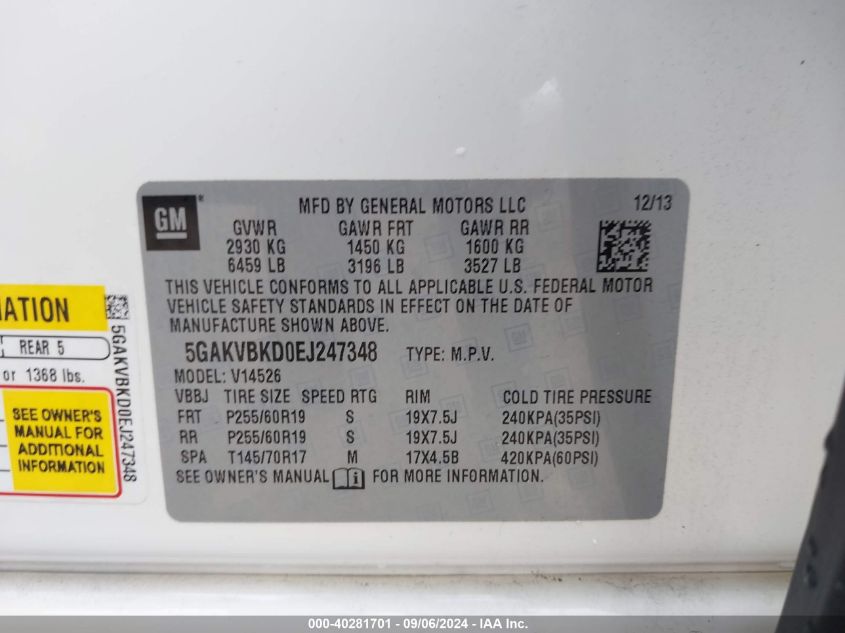 GM
MFD BY GENERAL MOTORS LLC 12/13
GVWR GAWR FRT GAWR RR
2930 KG 1450 KG 1600 KG
6459 LB 3196 LB 3527 LB
THIS VEHICLE CONFORMS TO ALL APPLICABLE U.S. FEDERAL MOTOR
VEHICLE SAFETY STANDARDS IN EFFECT ON THE DATE OF
MANUFACTURE SHOWN ABOVE.
5GAKVBKD0EJ247348 TYPE: M.P.V.
MODEL: V14526
VBBJ TIRE SIZE SPEED RTG RIM COLD TIRE PRESSURE
FRT P255/60R19 S 19X7.5J 240KPA(35PSI)
RR P255/60R19 S 19X7.5J 240KPA(35PSI)
SPA T145/70R17 M 17X4.5B 420KPA(60PSI)
SEE OWNER'S MANUAL FOR MORE INFORMATION.
REAR 5
or 1368 lbs.
SEE OWNER'S
MANUAL FOR
ADDITIONAL
INFORMATION
5GAKVBKD0EJ247348
000-40281701 - 09/06/2024 - IAA Inc.